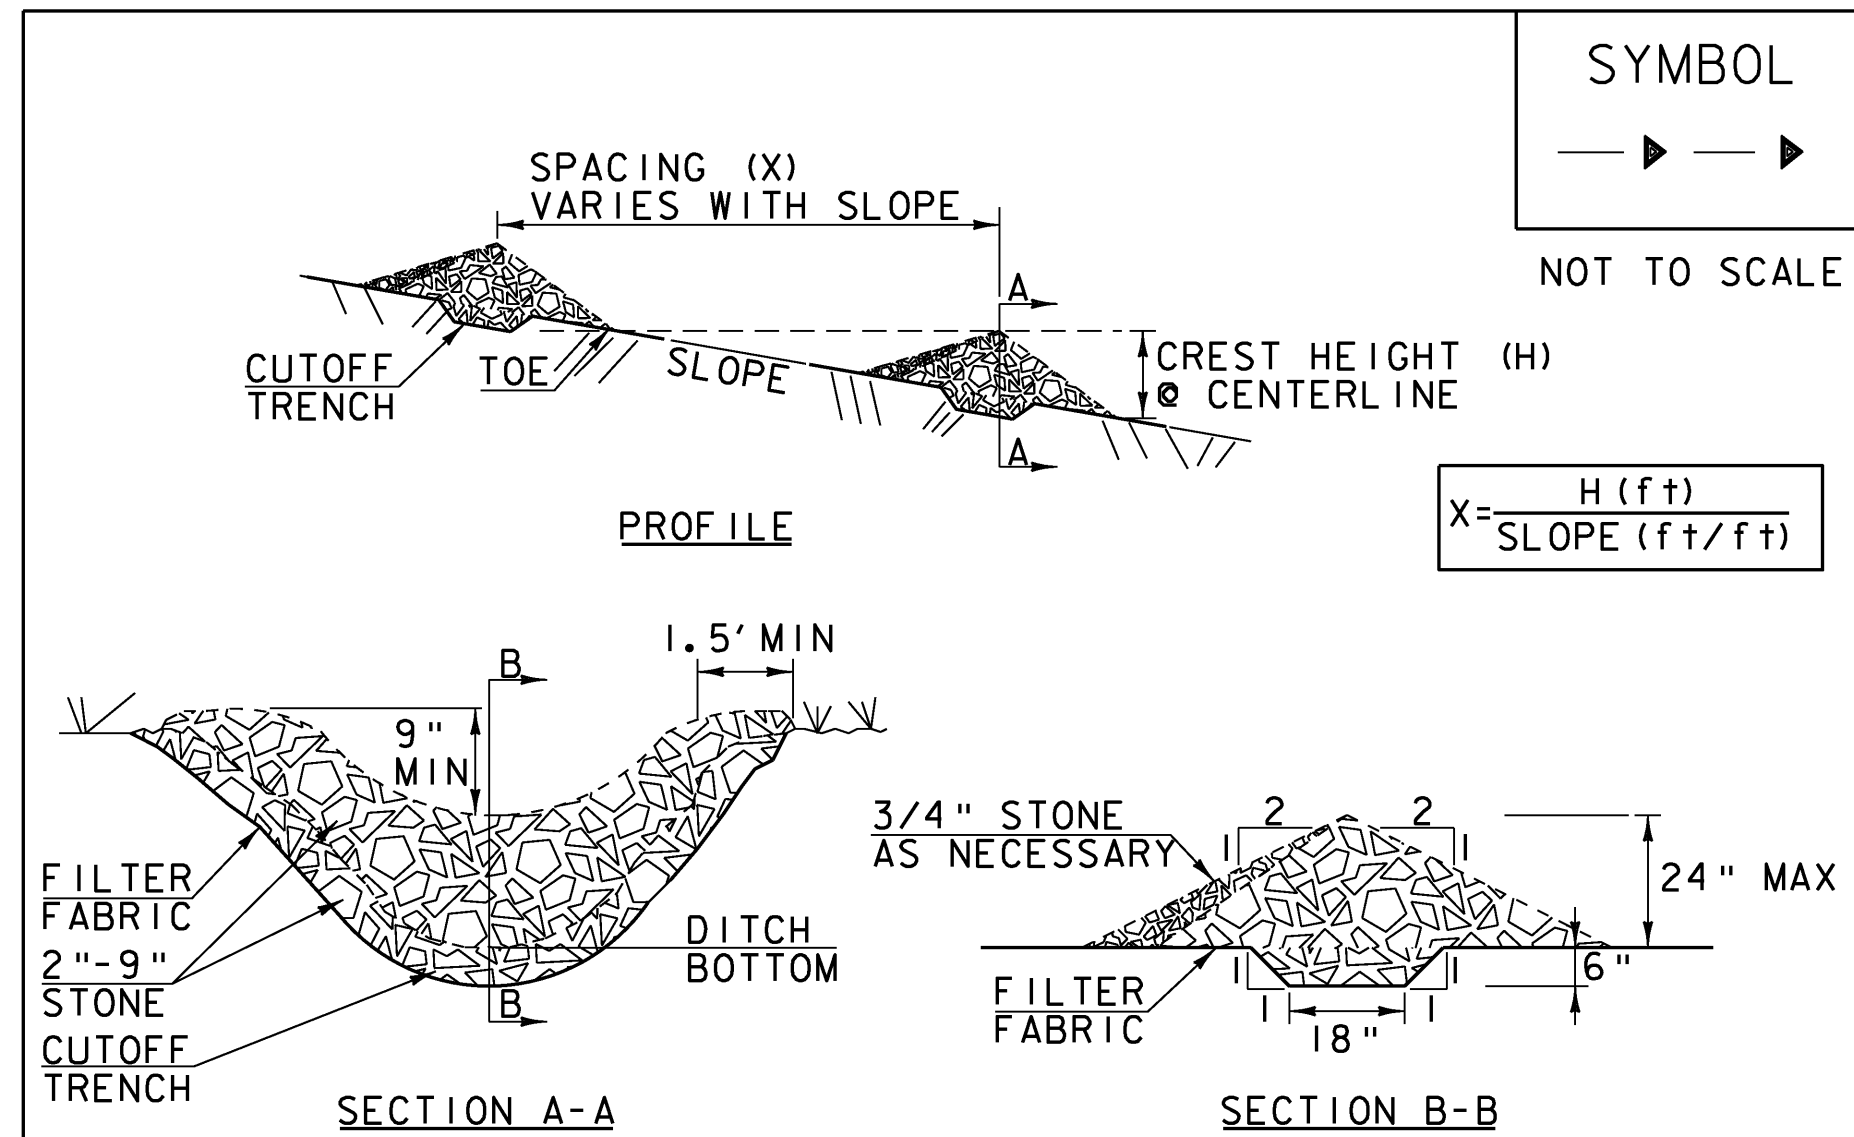 SYMBOL
NOT TO SCALE
SPACING (X)
VARIES WITH SLOPE
A
CREST HEIGHT (H)
@ CENTERLINE
CUTOFF
TRENCH
TOE
SLOPE
A
PROFILE
X= H (ft)
SLOPE (ft/ft)
1.5' MIN
B
9"
MIN
FILTER
FABRIC
2"-9"
STONE
CUTOFF
TRENCH
DITCH
BOTTOM
B
SECTION A-A
3/4" STONE
AS NECESSARY
2
2
1
1
24" MAX
FILTER
FABRIC
1
1
6"
1
1
18"
SECTION B-B